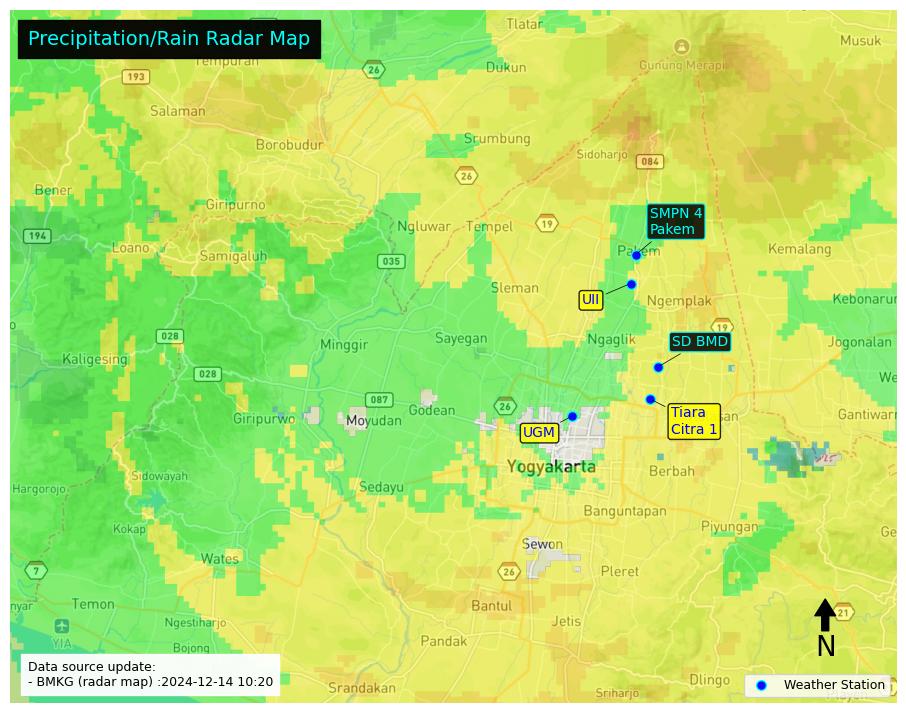 Precipitation/Rain Radar Map
Tlatar
Musuk
Tempuran
26
Dukun
Gunung Merapi
193
Salaman
Borobudur
Srumbung
Sidoharjo
084
26
Bener
Giripurno
SMPN 4
Pakem
194
Ngluwar
Tempel
19
Loano
Samigaluh
035
Pakem
Kemalang
Sleman
UII
Ngemplak
Kebonarun
028
Minggir
Sayegan
Ngaglik
19
SD BMD
Jogonalan
Kaligesing
028
We
087
Godean
26
Giripurwo
Moyudan
UGM
Tiara
Citra 1
san
Gantiwarn
Yogyakarta
Berbah
Sidowayah
Hargorojo
Sedayu
Kokap
Banguntapan
Piyungan
Ge
Wates
Sewon
7
26
Pleret
nyar
Temon
Bantul
21
Ngestiharjo
Jetis
YIA
Bojong
Pandak
N
Data source update:
- BMKG (radar map) :2024-12-14 10:20
Srandakan
Dlingo
Sriharjo
Weather Station